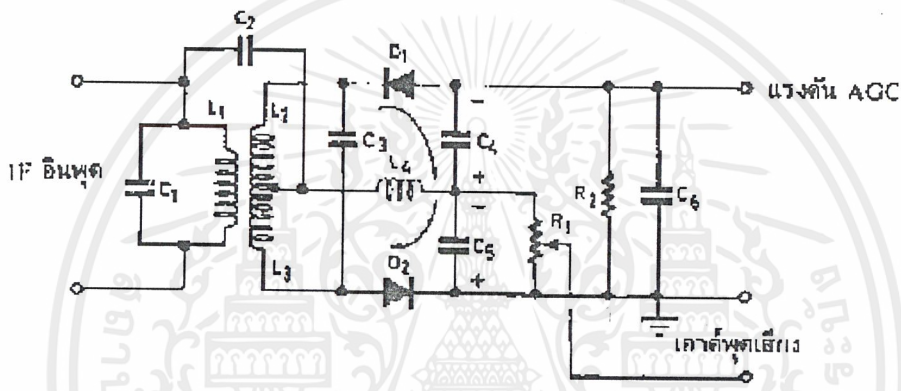 C₂
D₁
แรงดัน AGC
L₁
L₂
C₃
C₄
IF อินพุต
C₁
L₄
R₂
C₆
R₁
C₅
L₃
D₂
เอาต์พุตเสียง